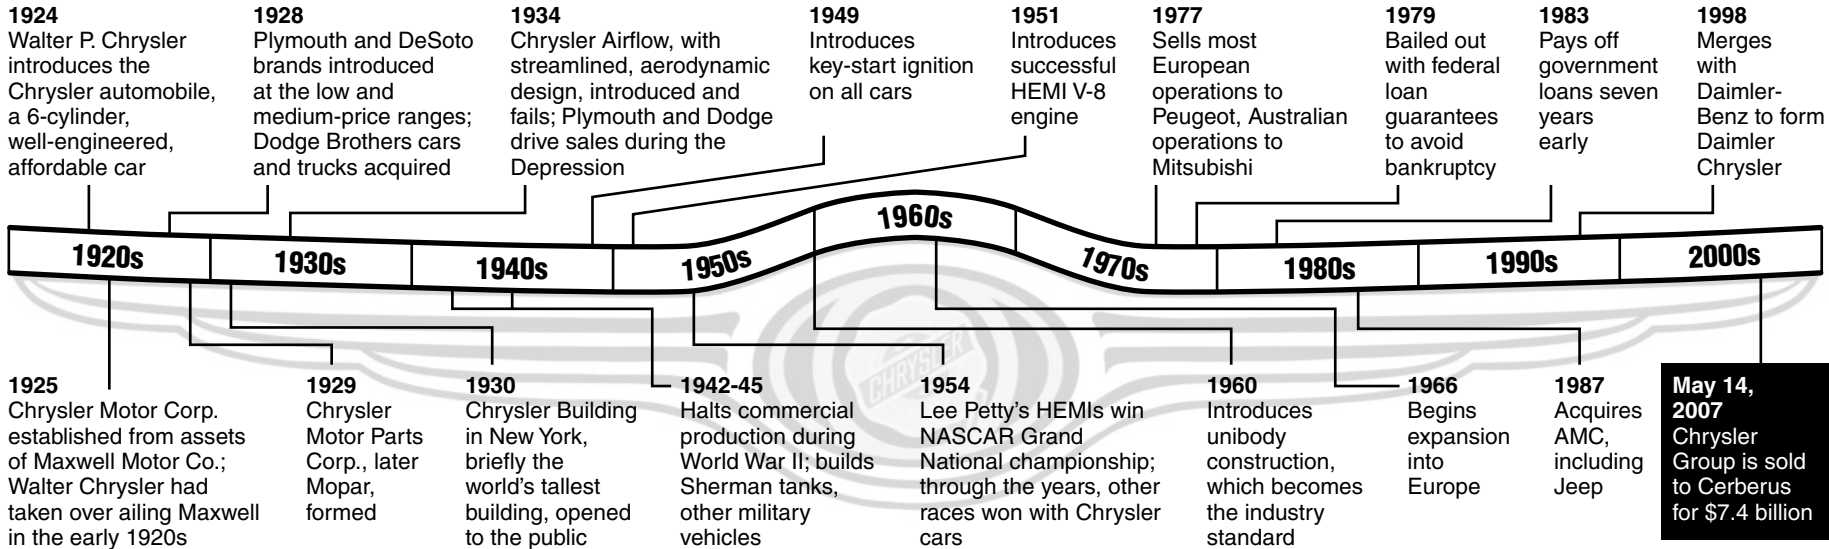 1924
Walter P. Chrysler
introduces the
Chrysler automobile,
a 6-cylinder,
well-engineered,
affordable car
1928
Plymouth and DeSoto
brands introduced
at the low and
medium-price ranges;
Dodge Brothers cars
and trucks acquired
1934
Chrysler Airflow, with
streamlined, aerodynamic
design, introduced and
fails; Plymouth and Dodge
drive sales during the
Depression
1949
Introduces
key-start ignition
on all cars
1951
Introduces
successful
HEMI V-8
engine
1977
Sells most
European
operations to
Peugeot, Australian
operations to
Mitsubishi
1979
Bailed out
with federal
loan
guarantees
to avoid
bankruptcy
1983
Pays off
government
loans seven
years
early
1998
Merges
with
Daimler-
Benz to form
Daimler
Chrysler
1920s
1930s
1940s
1950s
1960s
1970s
1980s
1990s
2000s
CHRYSLER
1925
Chrysler Motor Corp.
established from assets
of Maxwell Motor Co.;
Walter Chrysler had
taken over ailing Maxwell
in the early 1920s
1929
Chrysler
Motor Parts
Corp., later
Mopar,
formed
1930
Chrysler Building
in New York,
briefly the
world's tallest
building, opened
to the public
1942-45
Halts commercial
production during
World War II; builds
Sherman tanks,
other military
vehicles
1954
Lee Petty's HEMIs win
NASCAR Grand
National championship;
through the years, other
races won with Chrysler
cars
1960
Introduces
unibody
construction,
which becomes
the industry
standard
1966
Begins
expansion
into
Europe
1987
Acquires
AMC,
including
Jeep
May 14,
2007
Chrysler
Group is sold
to Cerberus
for $7.4 billion